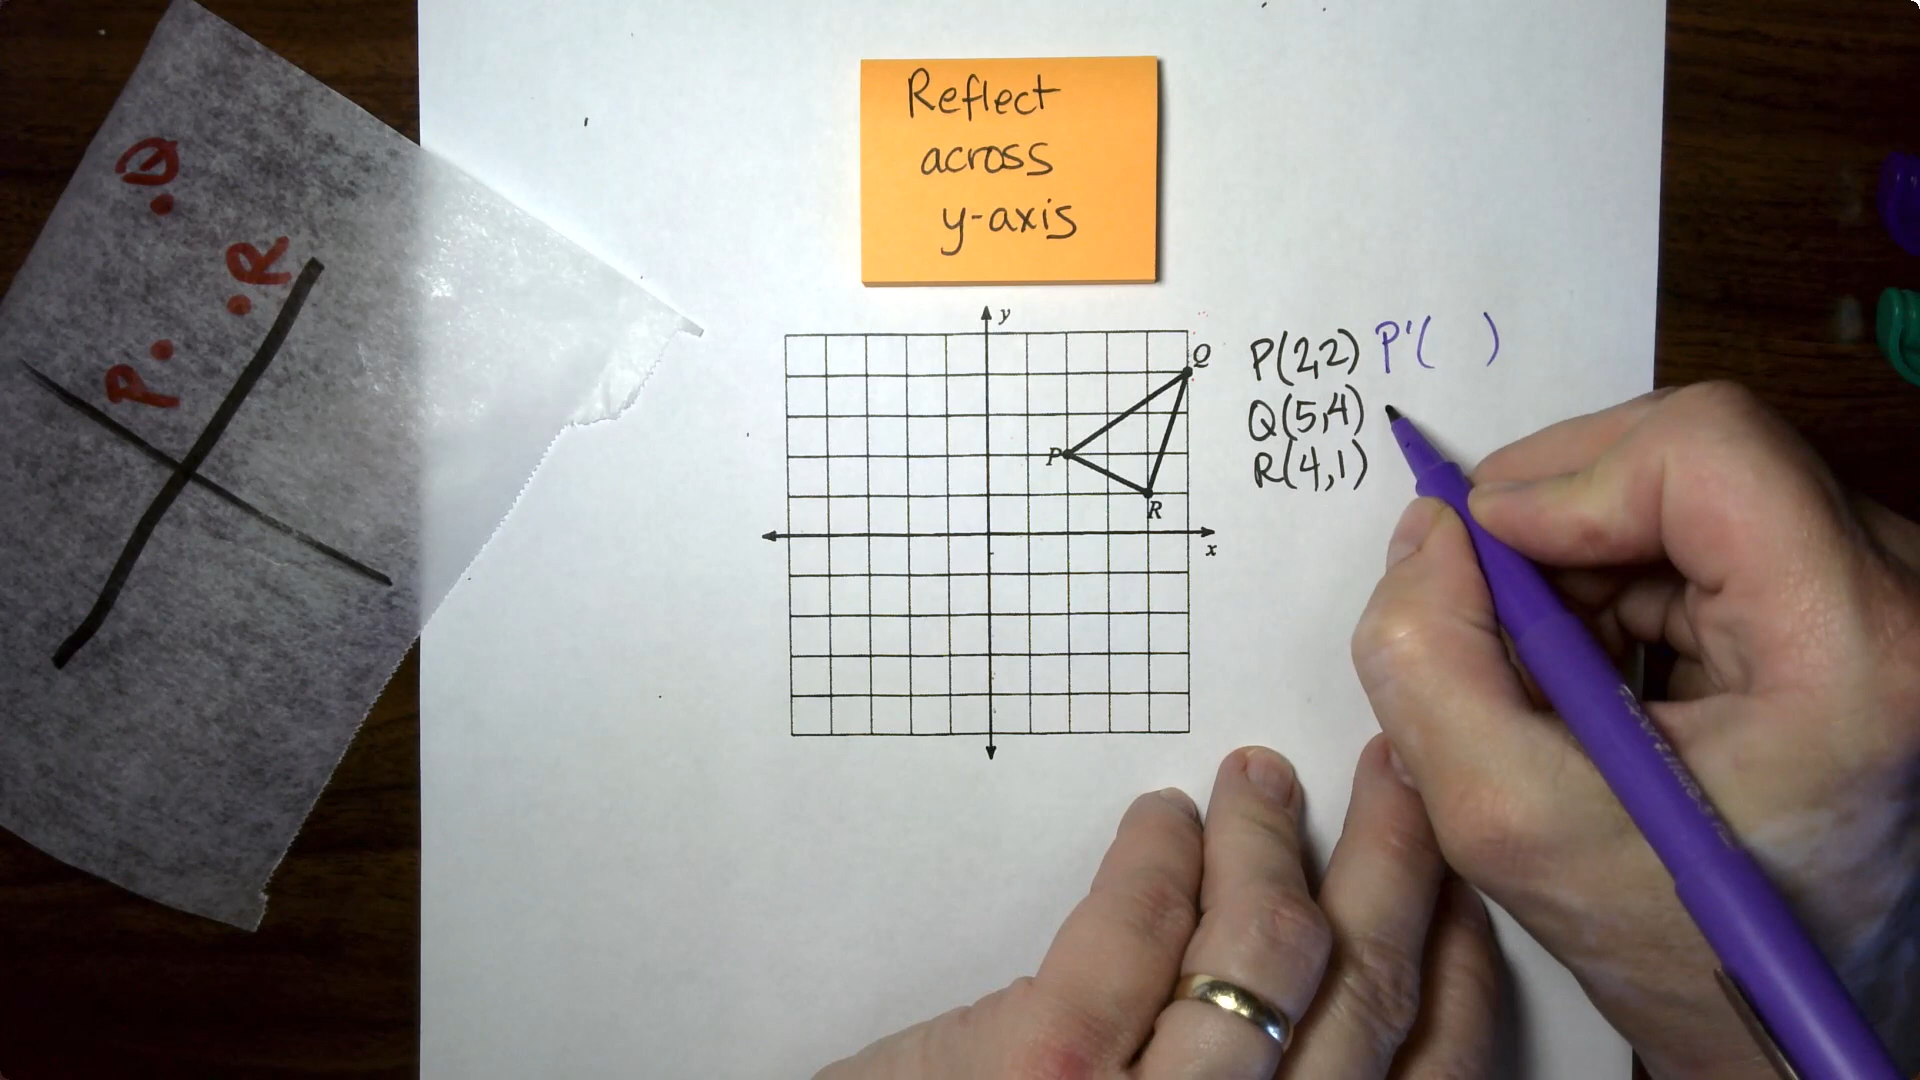 Reflect
across
y-axis
y
Q
P
R
x
P(2,2) P'( )
Q(5,4)
R(4,1)
.Q
.R
P.